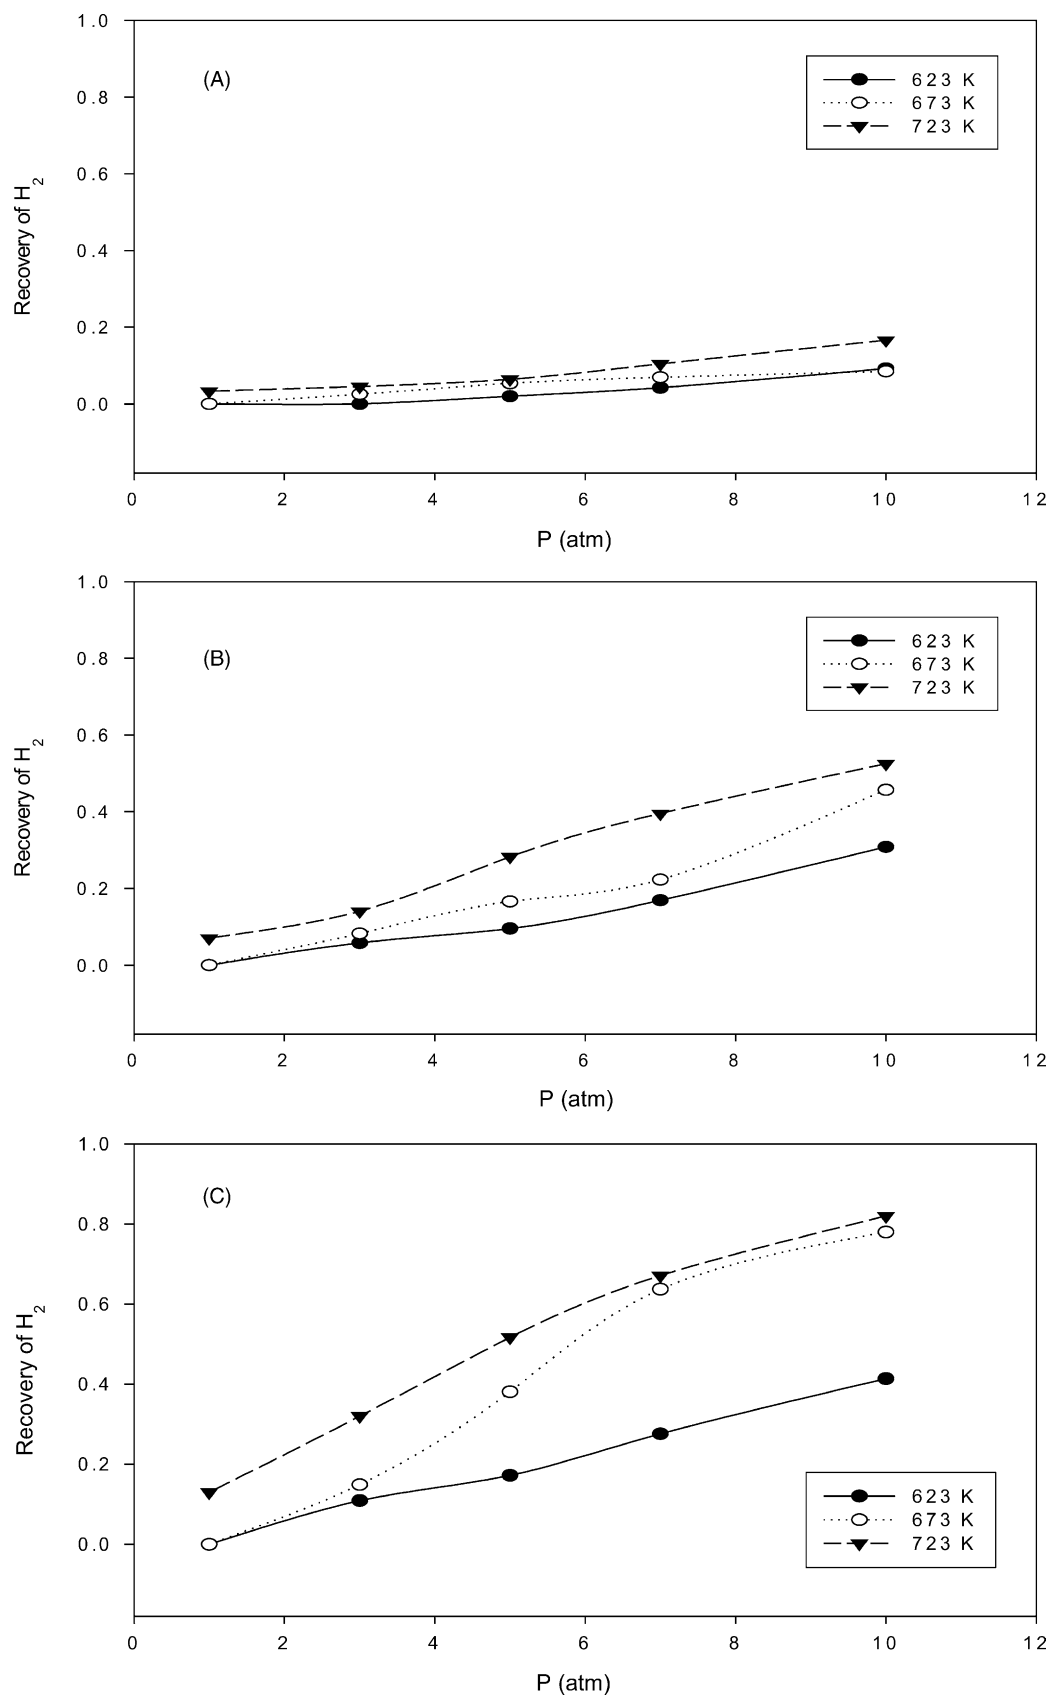 1.0
(A)
623 K
673 K
723 K
0.8
0.6
0.4
0.2
0.0
Recovery of H2
0 2 4 6 8 10 12
P (atm)
1.0
(B)
623 K
673 K
723 K
0.8
0.6
0.4
0.2
0.0
Recovery of H2
0 2 4 6 8 10 12
P (atm)
1.0
(C)
0.8
0.6
0.4
0.2
0.0
Recovery of H2
623 K
673 K
723 K
0 2 4 6 8 10 12
P (atm)